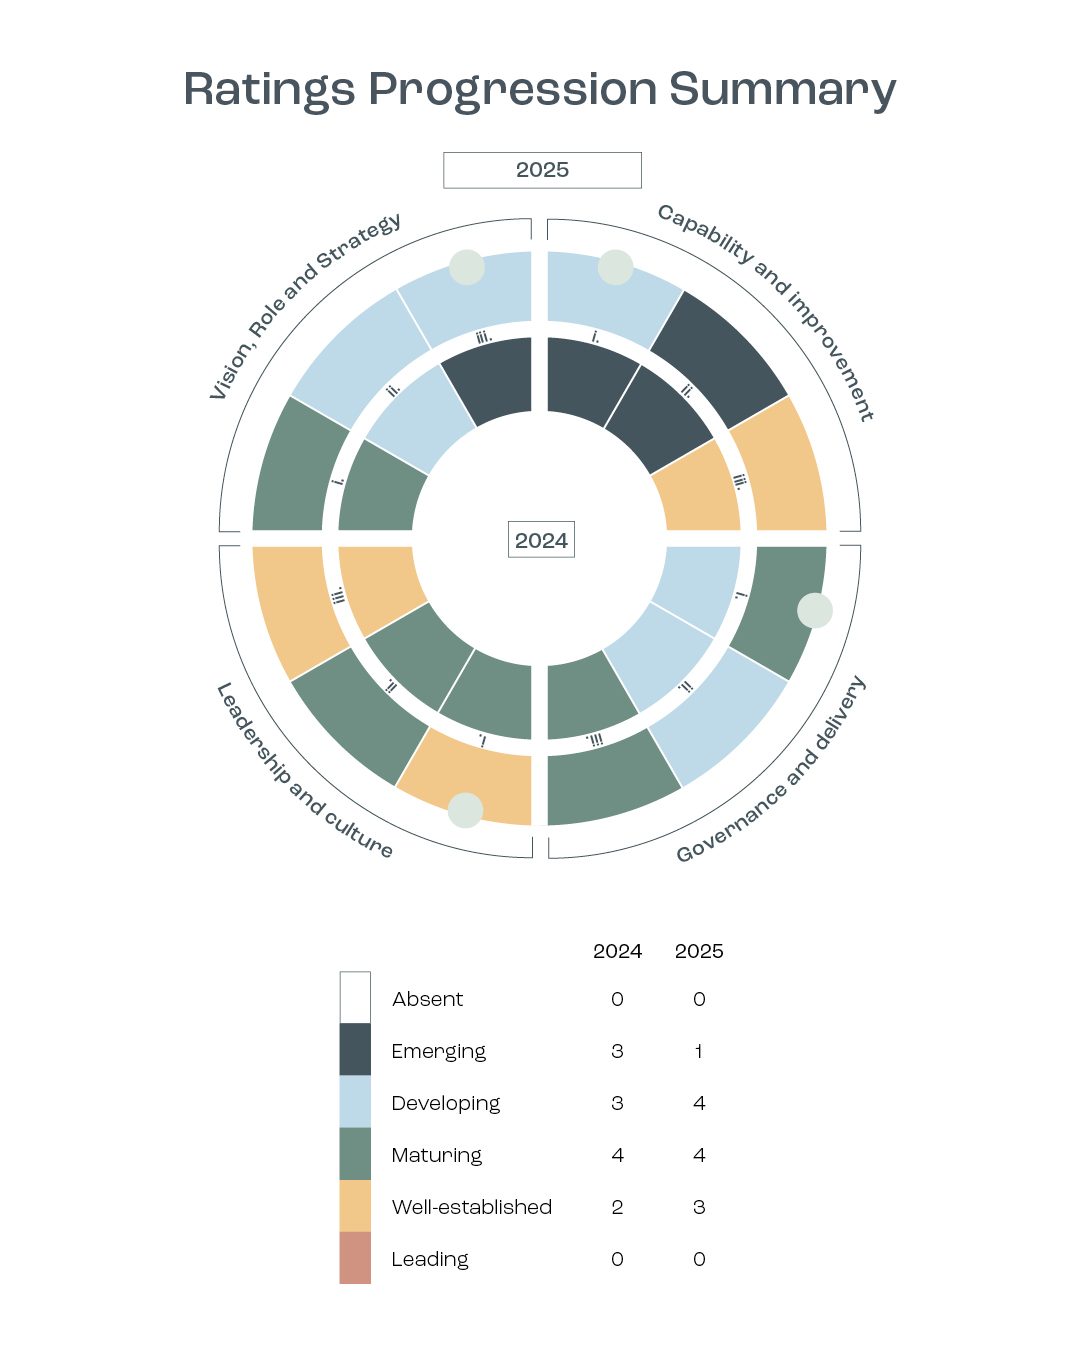 Ratings Progression Summary
2025
Vision, Role and Strategy
Capability and improvement
iii.
i.
ii.
ii.
i.
iii.
2024
iii.
i.
ii.
ii.
i.
iii.
Leadership and culture
Governance and delivery
2024 2025
Absent 0 0
Emerging 3 1
Developing 3 4
Maturing 4 4
Well-established 2 3
Leading 0 0